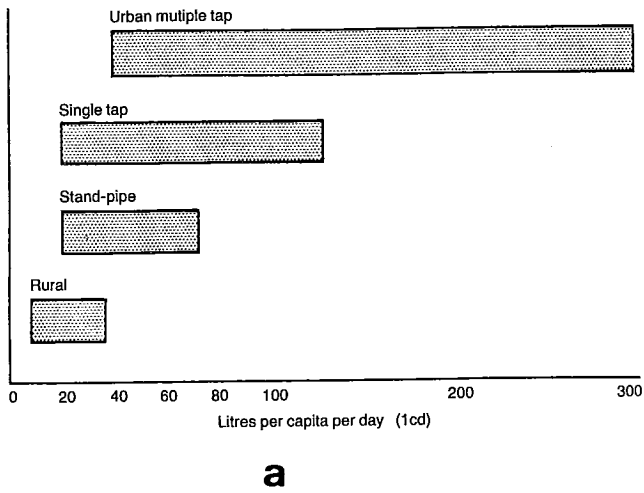 Urban mutiple tap
Single tap
Stand-pipe
Rural
0 20 40 60 80 100 200 300
Litres per capita per day (1cd)
a